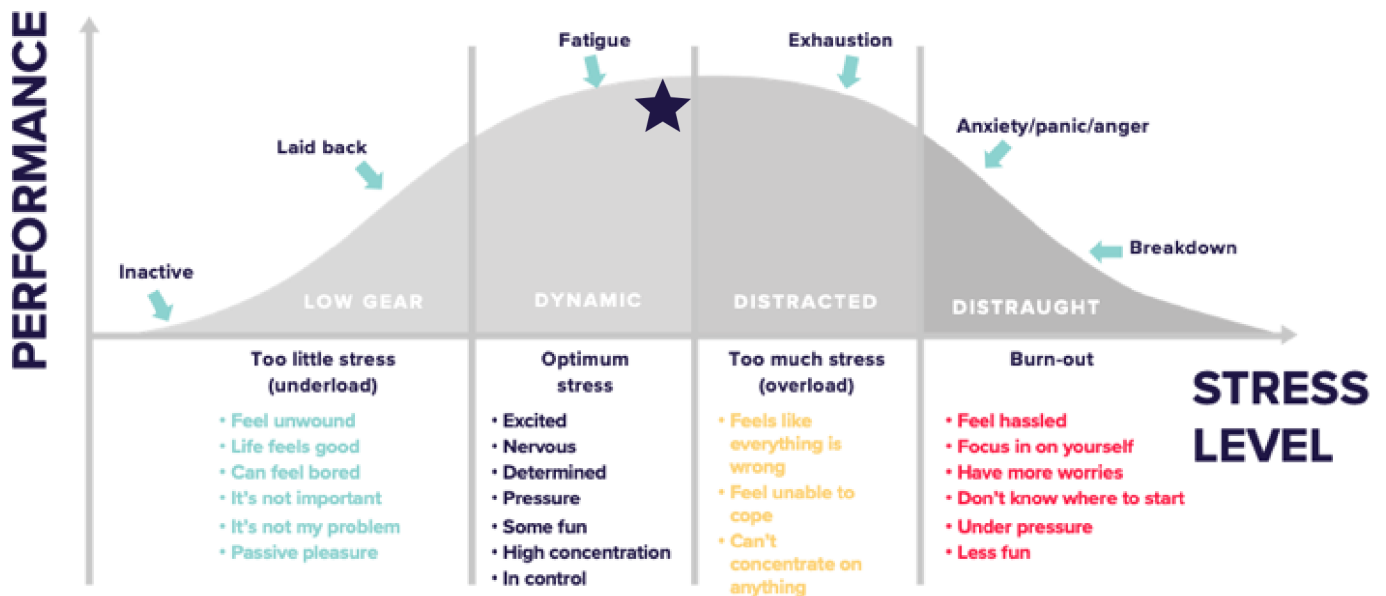 PERFORMANCE
Fatigue
Exhaustion
Anxiety/panic/anger
Laid back
Breakdown
Inactive
LOW GEAR
DYNAMIC
DISTRACTED
DISTRAUGHT
Too little stress
(underload)
• Feel unwound
• Life feels good
• Can feel bored
• It's not important
• It's not my problem
• Passive pleasure
Optimum
stress
• Excited
• Nervous
• Determined
• Pressure
• Some fun
• High concentration
• In control
Too much stress
(overload)
• Feels like
everything is
wrong
• Feel unable to
cope
• Can't
concentrate on
anything
Burn-out
• Feel hassled
• Focus in on yourself
• Have more worries
• Don't know where to start
• Under pressure
• Less fun
STRESS
LEVEL